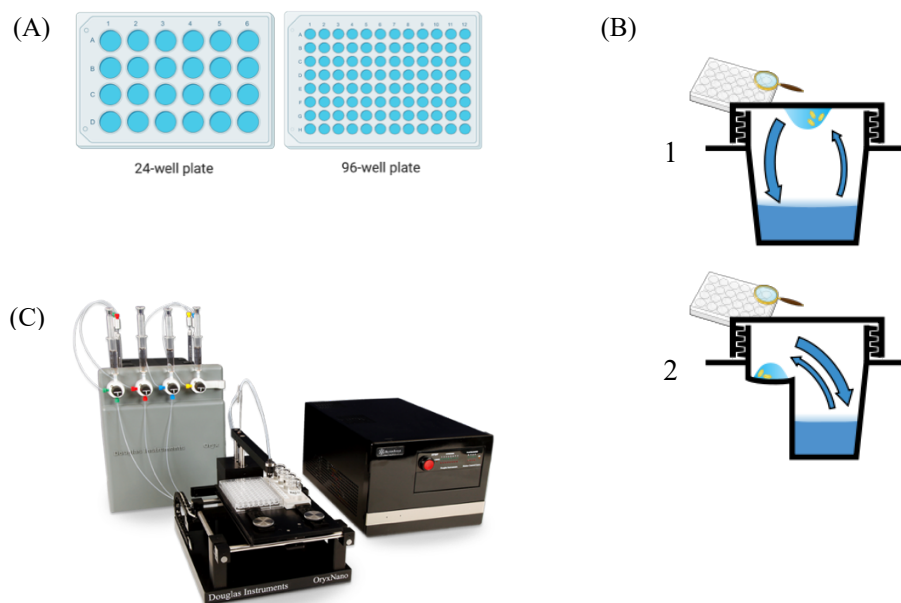 (A)
1 2 3 4 5 6
A
B
C
D
24-well plate
1 2 3 4 5 6 7 8 9 10 11 12
A
B
C
D
E
F
G
H
96-well plate
(B)
1
2
(C)
Douglas Instruments
Oryx
Douglas Instruments
OryxNano